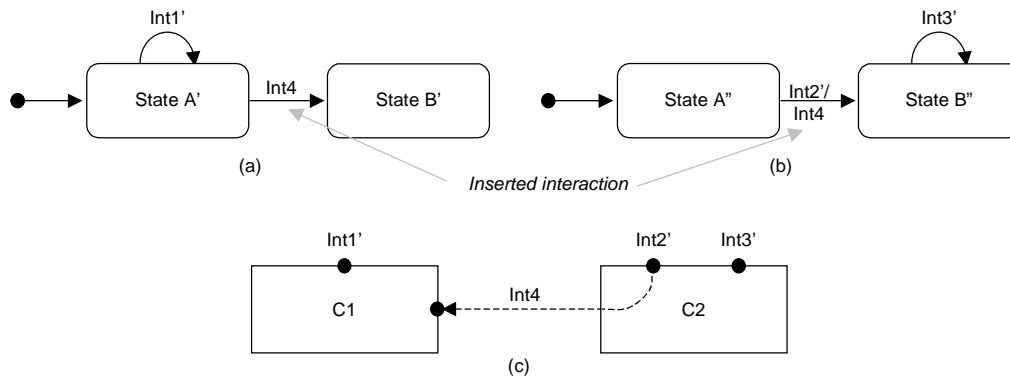 Int1’
Int3’
State A’
Int4
State B’
State A”
Int2’/
Int4
State B”
(a)
(b)
Inserted interaction
Int1’
Int2’
Int3’
C1
Int4
C2
(c)